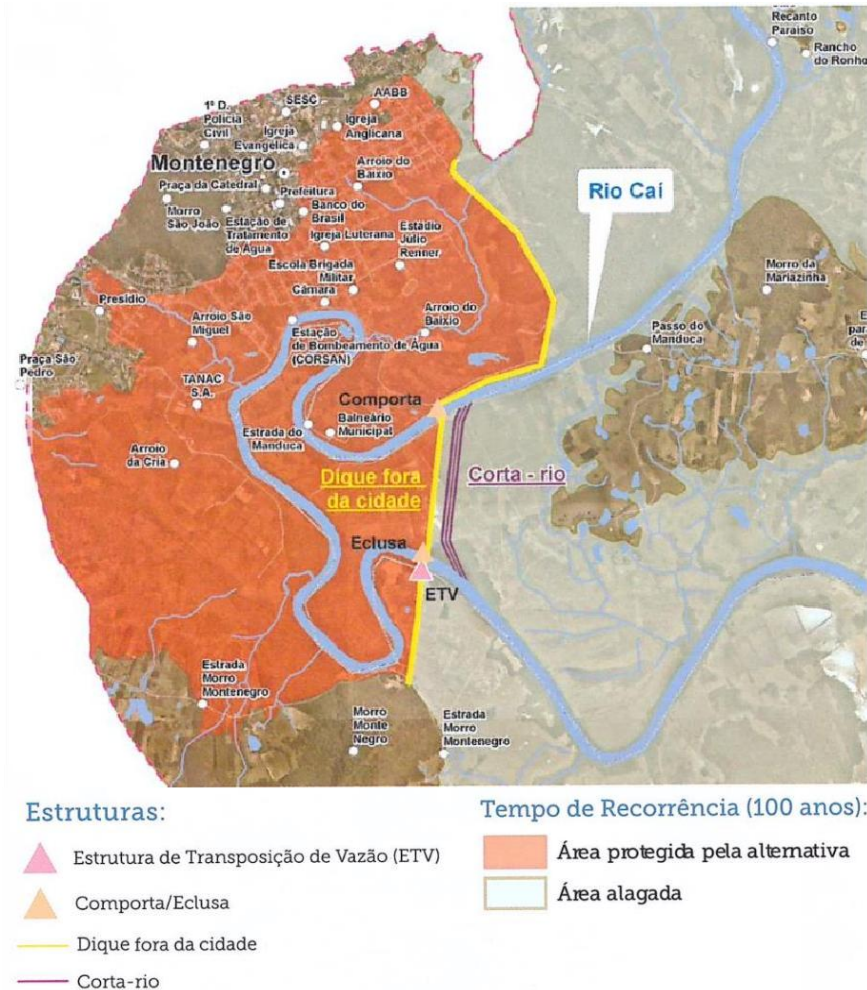 Recanto
Paraíso
Rancho
do Ronho
AABB
SESC
1º D.
Polícia
Civil
Igreja
Anglicana
Igreja
Evangélica
Montenegro
Arroio do
Baixio
Praça da Catedral
Prefeitura
Rio Caí
Banco do
Brasil
Morro
São João
Estação de
Tratamento
de Água
Estádio
Júlio
Renner
Igreja Luterana
Escola Brigada
Militar
Câmara
Morro da
Mariazinha
Presídio
Arroio São
Miguel
Arroio do
Baixio
Estação
de Bombeamento de Água
(CORSAN)
Passo do
Manduca
E
par
de
Praça São
Pedro
TANAC
S.A.
Comporta
Estrada do
Manduca
Balneário
Municipal
Arroio
da Cria
Dique fora
da cidade
Corta - rio
Eclusa
ETV
Estrada
Morro
Montenegro
Morro
Monte
Negro
Estrada
Morro
Montenegro
Estruturas:
Estrutura de Transposição de Vazão (ETV)
Comporta/Eclusa
Dique fora da cidade
Corta-rio
Tempo de Recorrência (100 anos):
Área protegida pela alternativa
Área alagada